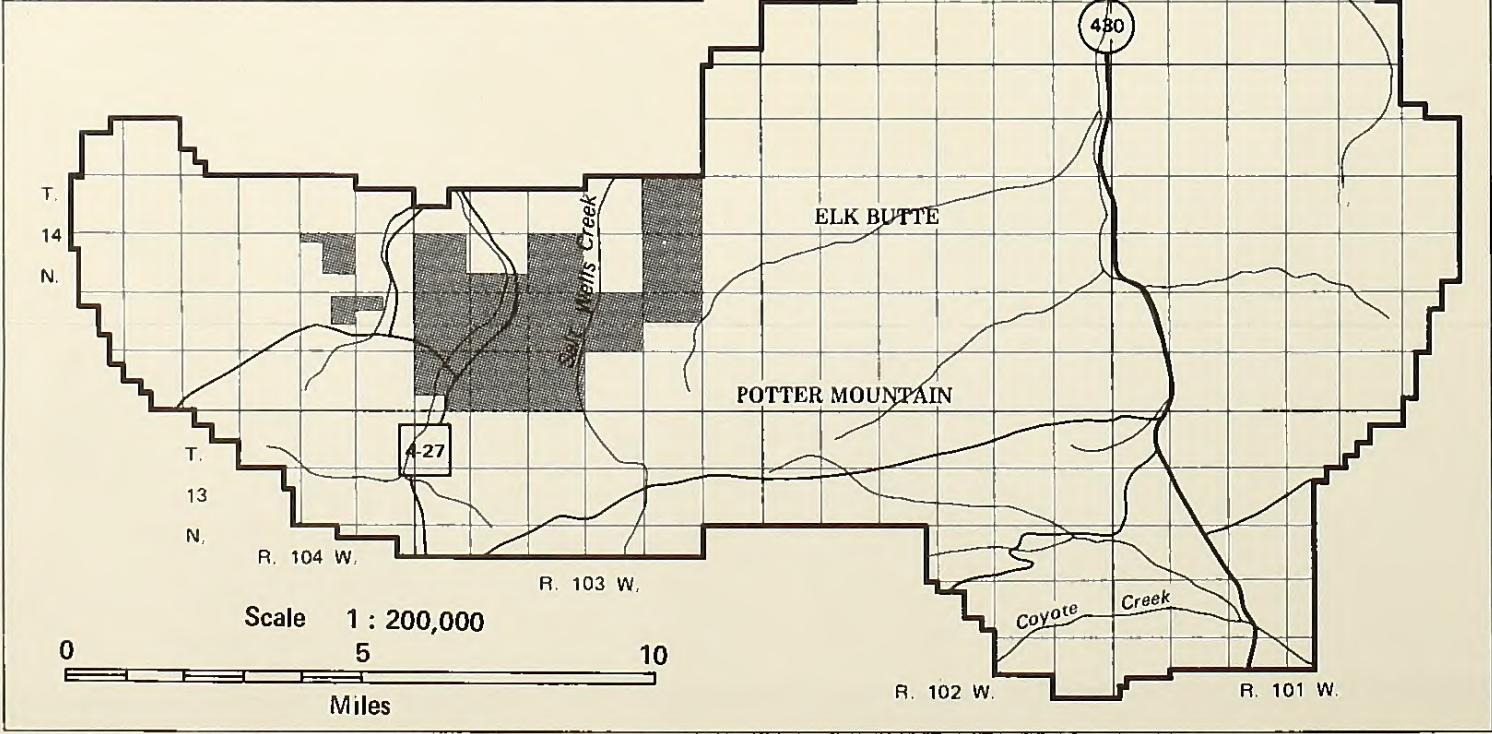 430
T.
14
N.
Salt Wells Creek
ELK BUTTE
POTTER MOUNTAIN
4-27
T.
13
N.
R. 104 W.
R. 103 W.
Coyote Creek
Scale 1 : 200,000
0 5 10
Miles
R. 102 W.
R. 101 W.